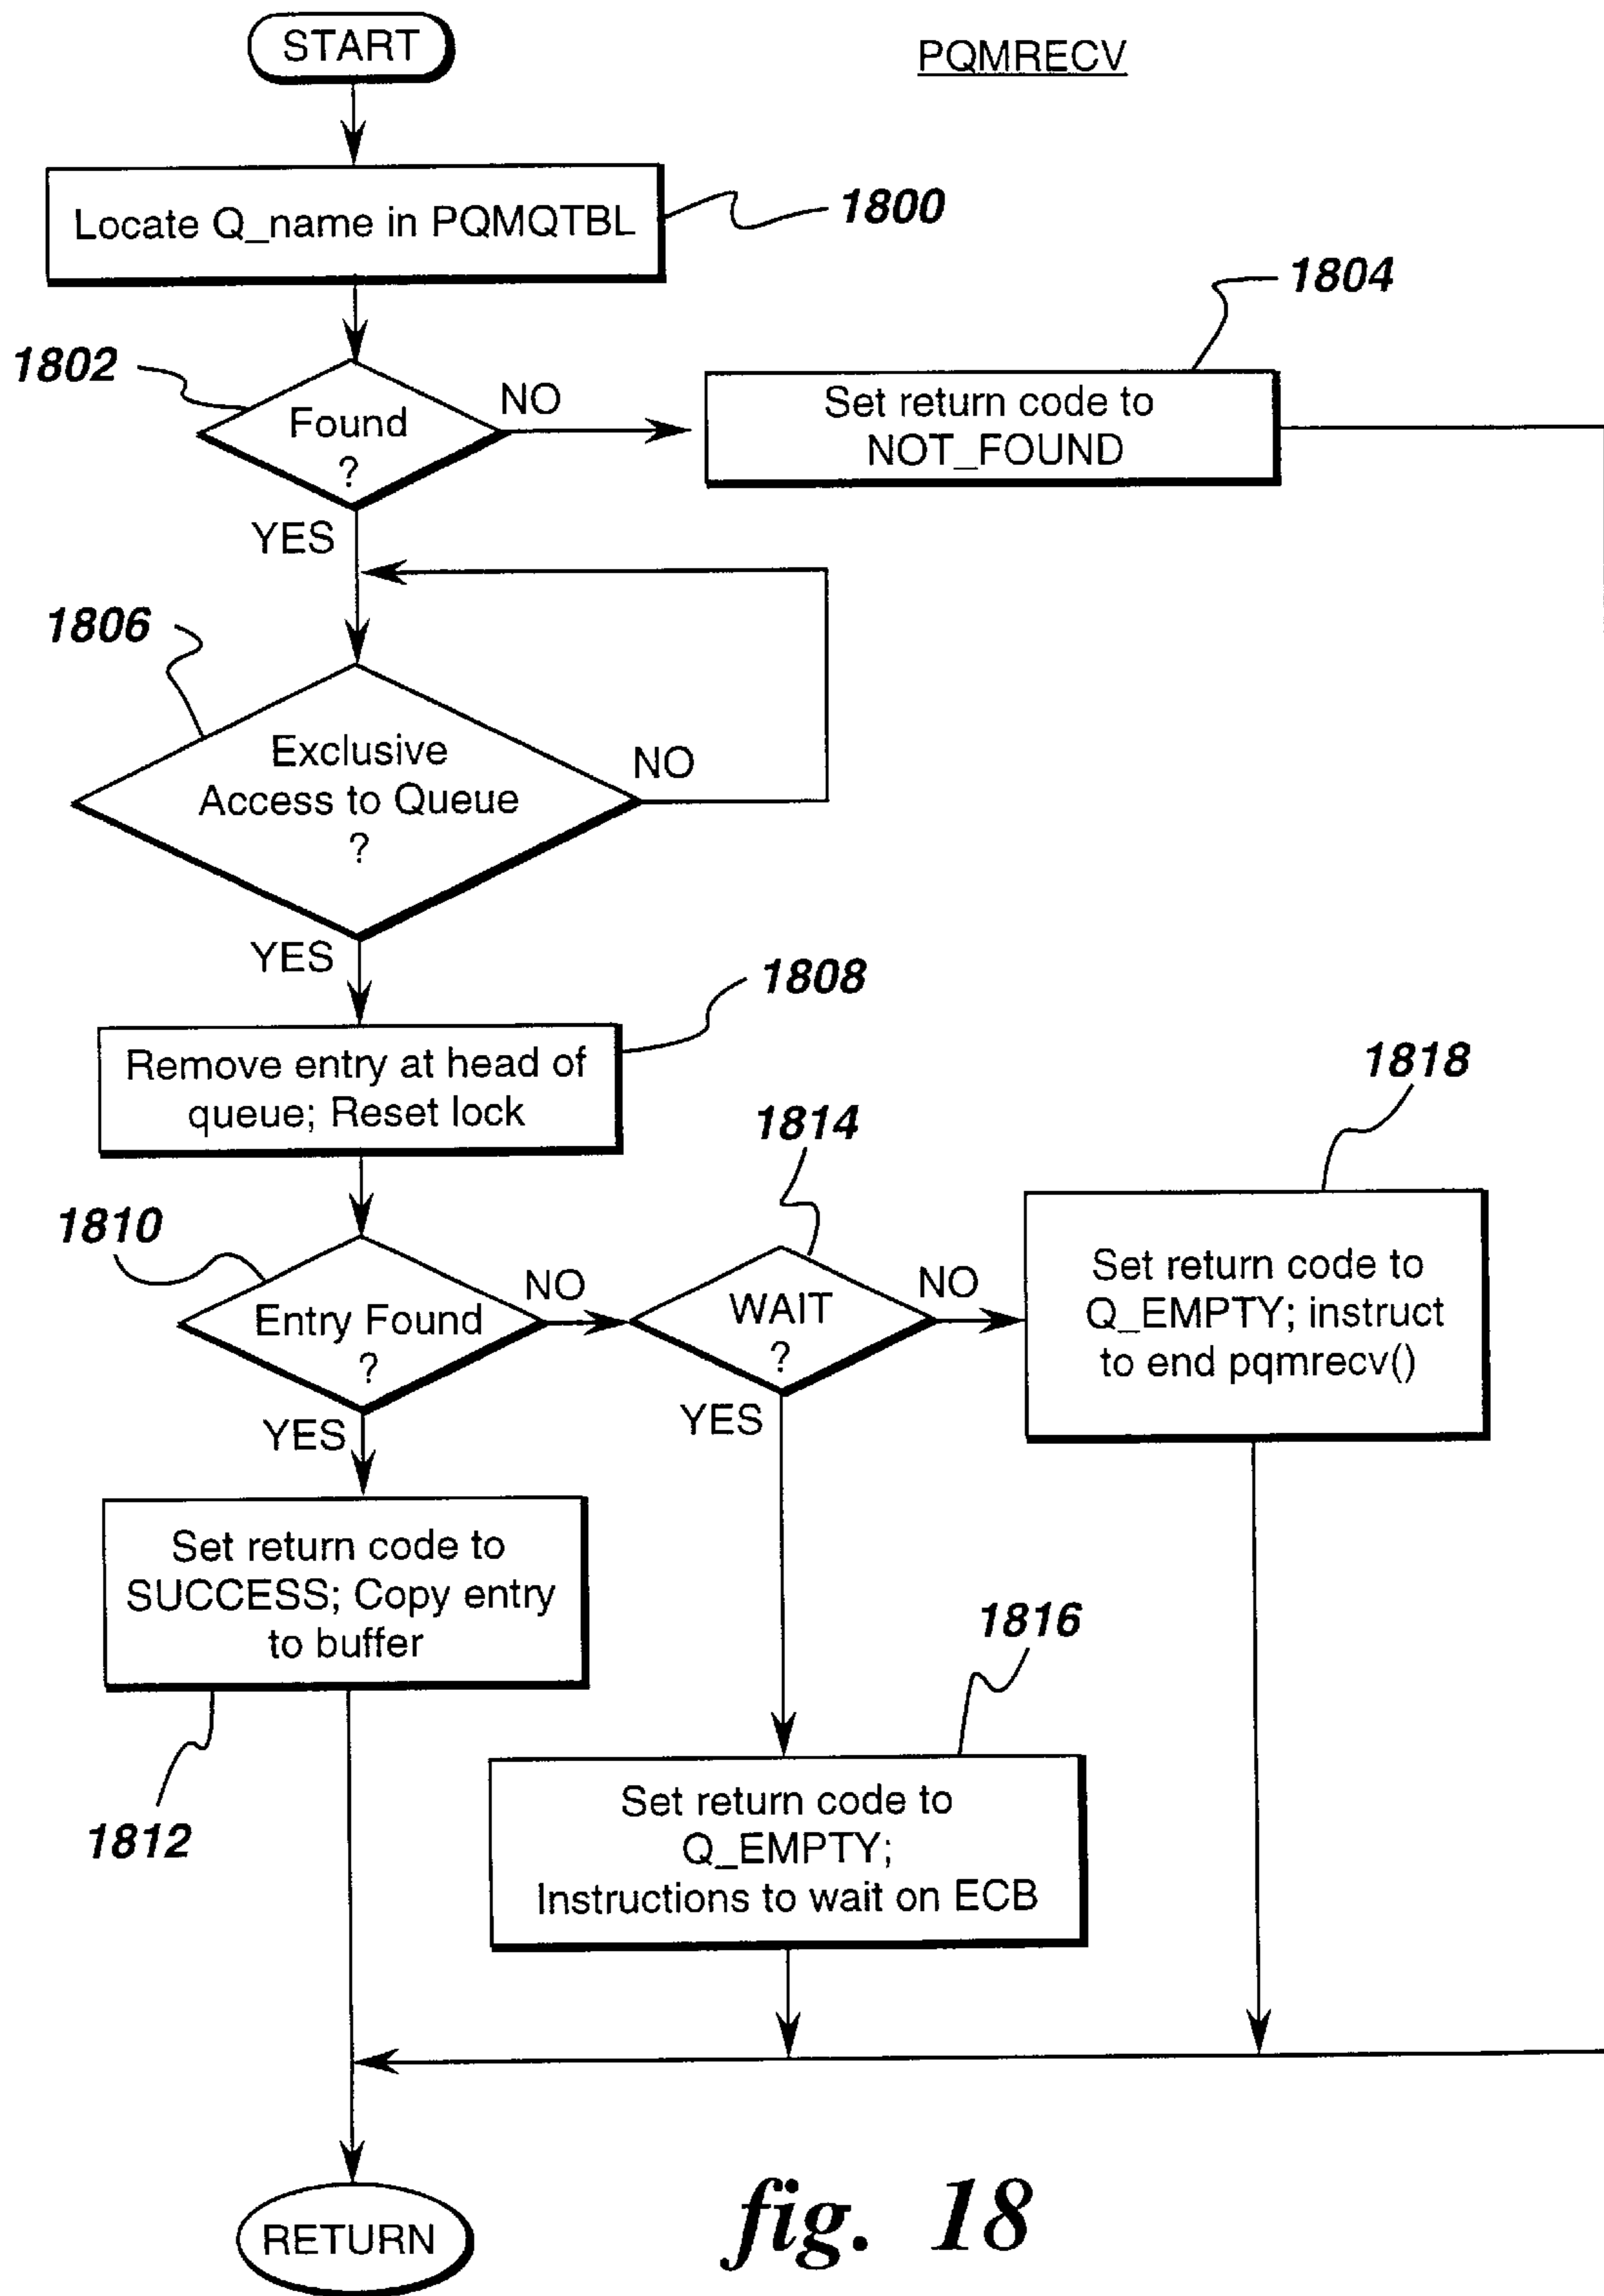 START
PQMRECV
Locate Q_name in PQMQTBL
1800
1804
1802
Found
?
NO
Set return code to
NOT_FOUND
YES
1806
Exclusive
Access to Queue
?
NO
YES
1808
Remove entry at head of
queue; Reset lock
1818
1814
1810
Entry Found
?
NO
WAIT
?
NO
Set return code to
Q_EMPTY; instruct
to end pqmrecv()
YES
YES
Set return code to
SUCCESS; Copy entry
to buffer
1812
1816
Set return code to
Q_EMPTY;
Instructions to wait on ECB
RETURN
fig. 18